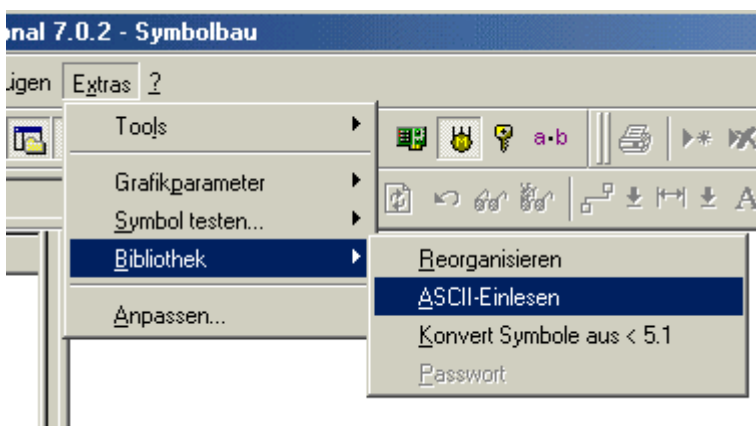 onal 7.0.2 - Symbolbau
ügen Extras ?
Tools
a·b
Grafikparameter
Symbol testen...
A
Bibliothek
Reorganisieren
ASCII-Einlesen
Anpassen...
Konvert Symbole aus < 5.1
Passwort